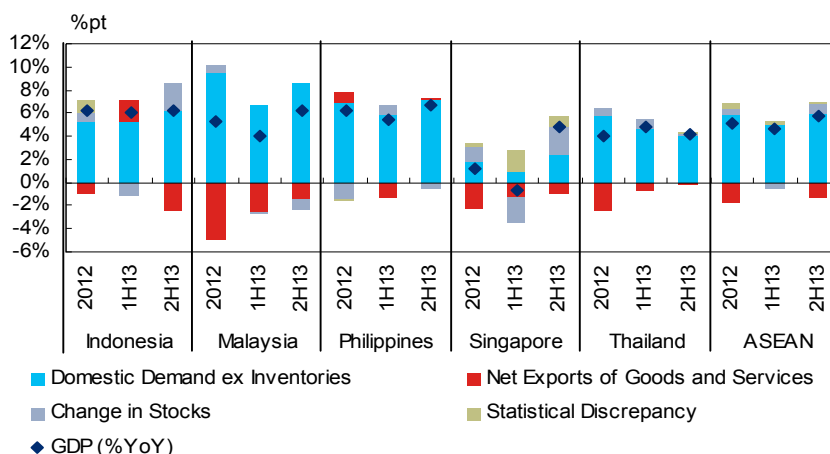 %pt
12%
10%
8%
6%
4%
2%
0%
-2%
-4%
-6%
2012 1H13 2H13 2012 1H13 2H13 2012 1H13 2H13 2012 1H13 2H13 2012 1H13 2H13 2012 1H13 2H13
Indonesia Malaysia Philippines Singapore Thailand ASEAN
Domestic Demand ex Inventories Net Exports of Goods and Services
Change in Stocks Statistical Discrepancy
GDP (%YoY)